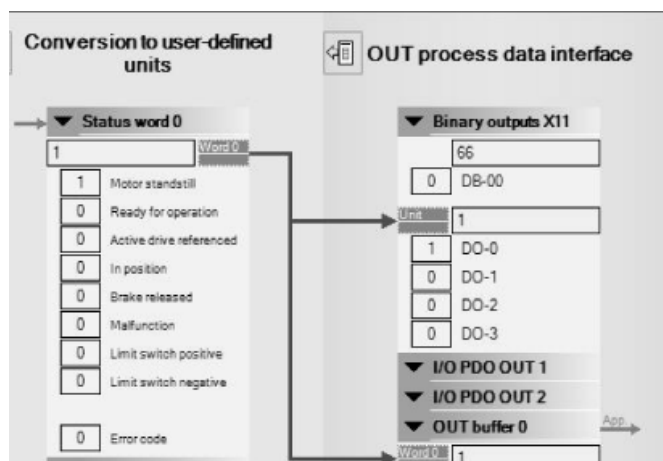 Conversion to user-defined
units
OUT process data interface
Status word 0
1
Word 0
1 Motor standstill
0 Ready for operation
0 Active drive referenced
0 In position
0 Brake released
0 Malfunction
0 Limit switch positive
0 Limit switch negative
0 Error code
Binary outputs X11
66
0 DB-00
Unit
1
1 DO-0
0 DO-1
0 DO-2
0 DO-3
I/O PDO OUT 1
I/O PDO OUT 2
OUT buffer 0
App.
Word 0
1